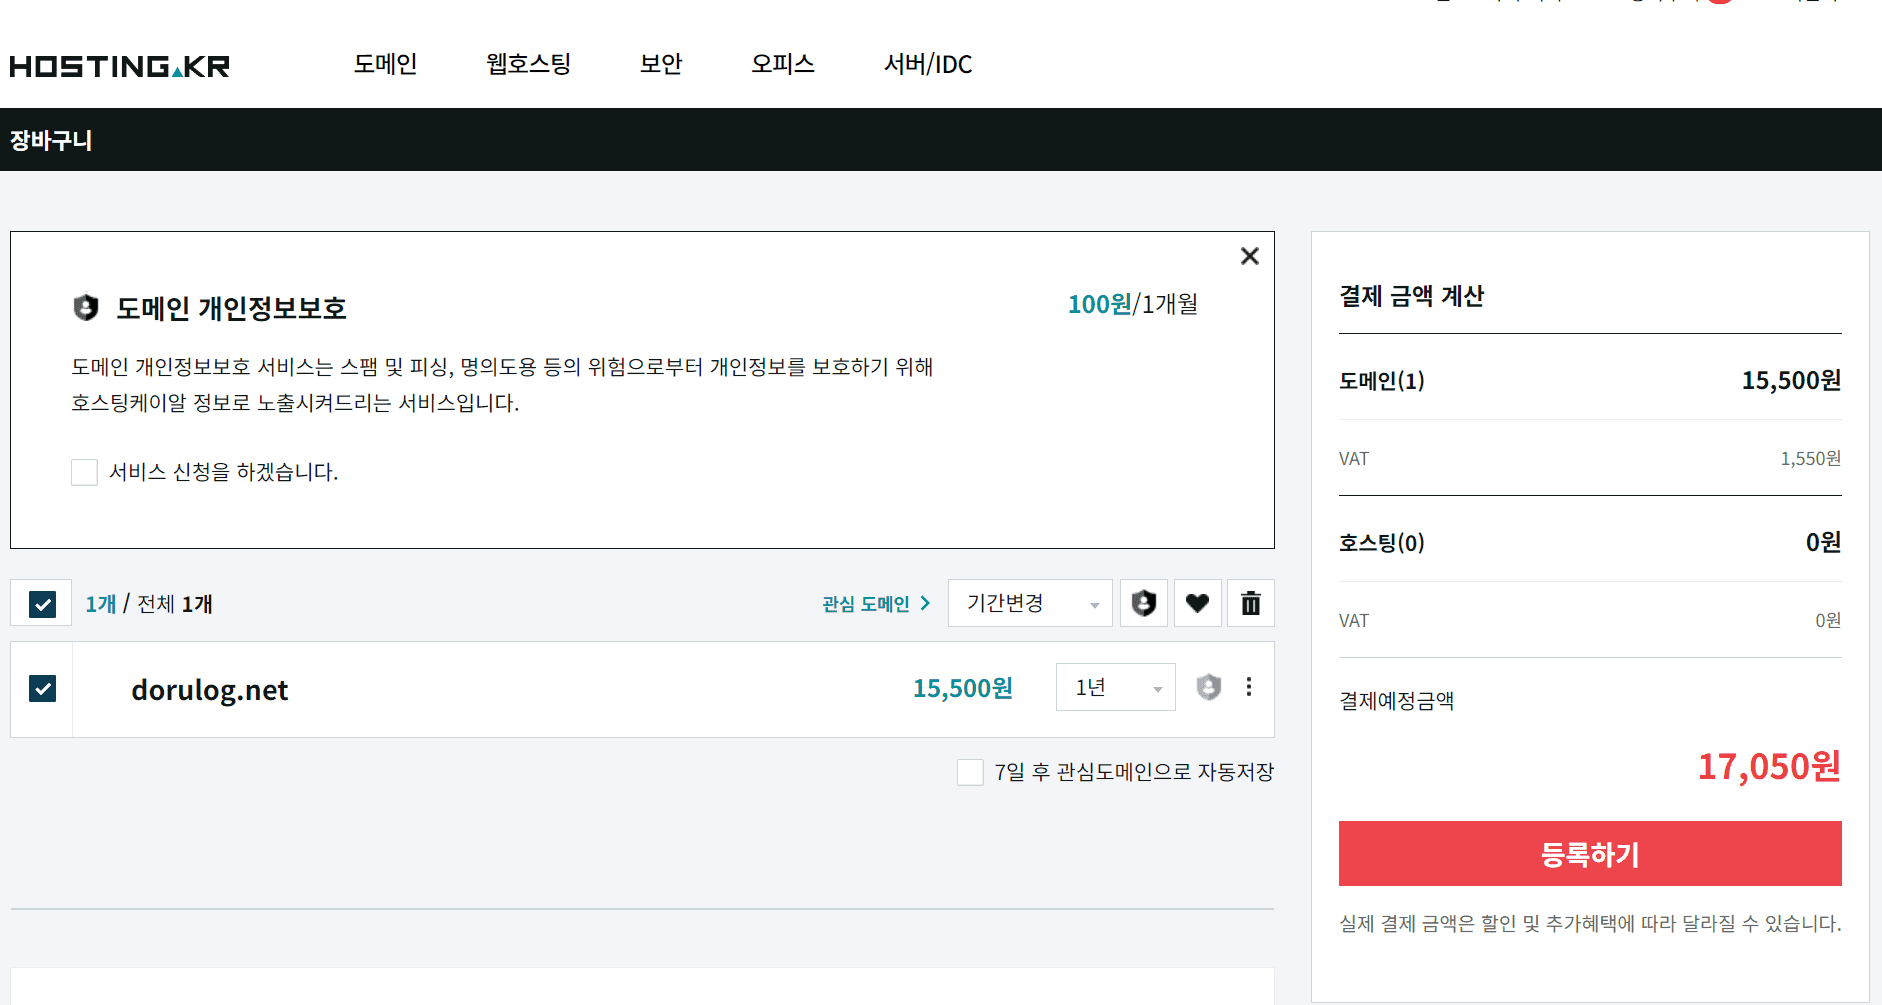 HOSTING.KR
도메인
웹호스팅
보안
오피스
서버/IDC
장바구니
도메인 개인정보보호
100원/1개월
도메인 개인정보보호 서비스는 스팸 및 피싱, 명의도용 등의 위험으로부터 개인정보를 보호하기 위해
호스팅케이알 정보로 노출시켜드리는 서비스입니다.
서비스 신청을 하겠습니다.
1개 / 전체 1개
관심 도메인
기간변경
dorulog.net
15,500원
1년
7일 후 관심도메인으로 자동저장
결제 금액 계산
도메인(1)
15,500원
VAT
1,550원
호스팅(0)
0원
VAT
0원
결제예정금액
17,050원
등록하기
실제 결제 금액은 할인 및 추가혜택에 따라 달라질 수 있습니다.